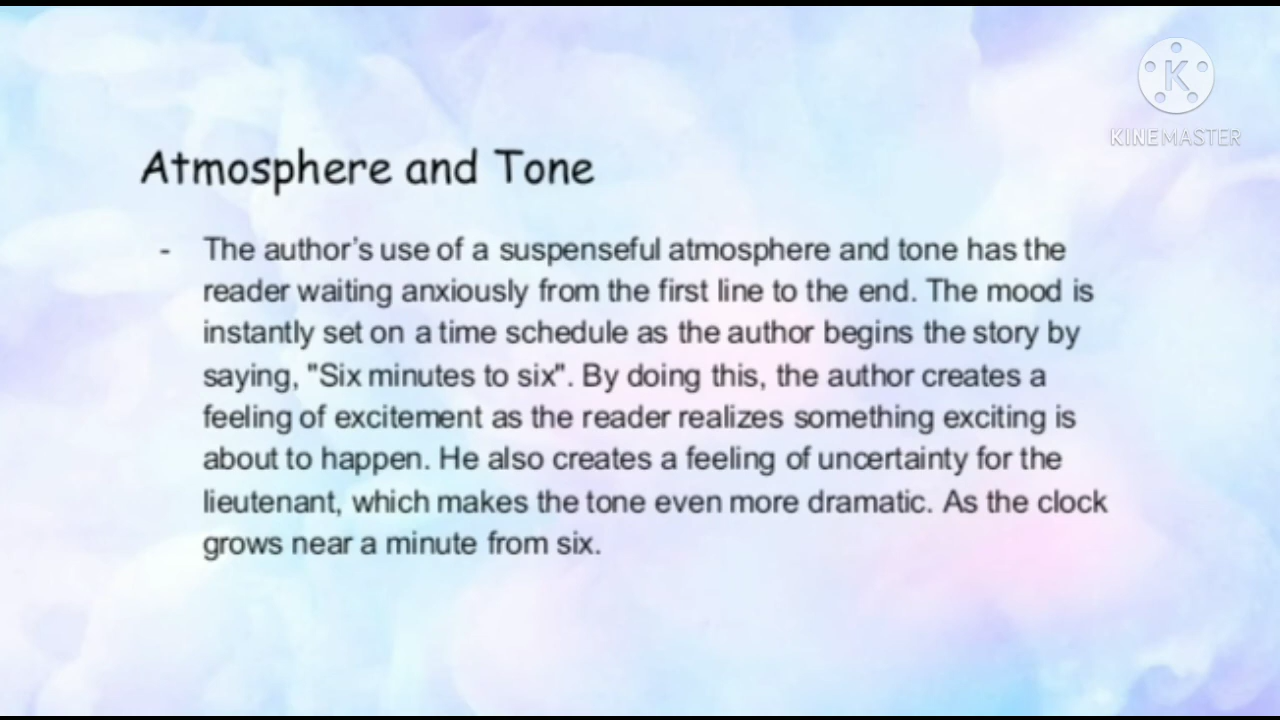 KINEMASTER
Atmosphere and Tone
- The author's use of a suspenseful atmosphere and tone has the
reader waiting anxiously from the first line to the end. The mood is
instantly set on a time schedule as the author begins the story by
saying, "Six minutes to six". By doing this, the author creates a
feeling of excitement as the reader realizes something exciting is
about to happen. He also creates a feeling of uncertainty for the
lieutenant, which makes the tone even more dramatic. As the clock
grows near a minute from six.